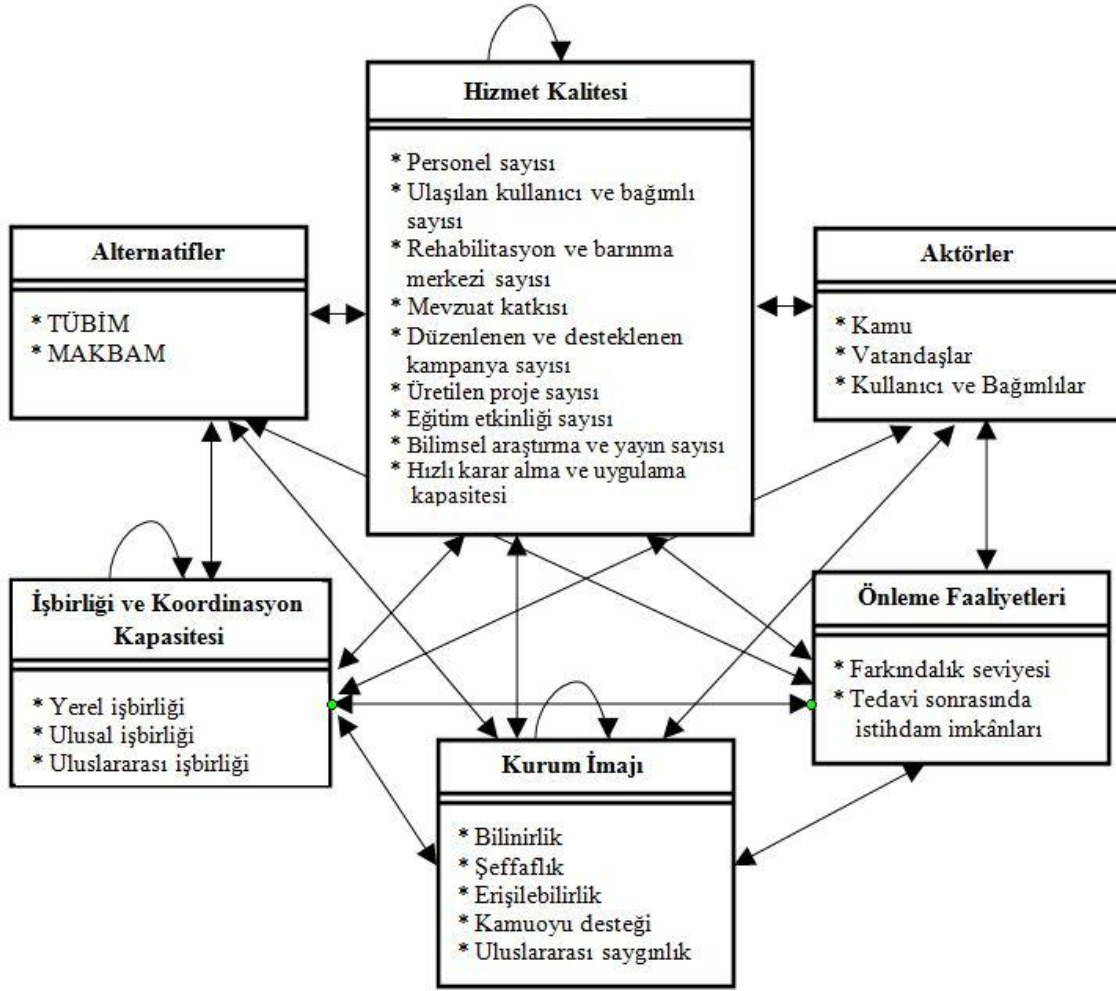 Hizmet Kalitesi
* Personel sayısı
* Ulaşılan kullanıcı ve bağımlı
sayısı
* Rehabilitasyon ve barınma
merkezi sayısı
* Mevzuat katkısı
* Düzenlenen ve desteklenen
kampanya sayısı
* Üretilen proje sayısı
* Eğitim etkinliği sayısı
* Bilimsel araştırma ve yayın sayısı
* Hızlı karar alma ve uygulama
kapasitesi
Alternatifler
* TÜBİM
* MAKBAM
Aktörler
* Kamu
* Vatandaşlar
* Kullanıcı ve Bağımlılar
İşbirliği ve Koordinasyon
Kapasitesi
* Yerel işbirliği
* Ulusal işbirliği
* Uluslararası işbirliği
Önleme Faaliyetleri
* Farkındalık seviyesi
* Tedavi sonrasında
istihdam imkânları
Kurum İmajı
* Bilinirlik
* Şeffaflık
* Erişilebilirlik
* Kamuoyu desteği
* Uluslararası saygınlık